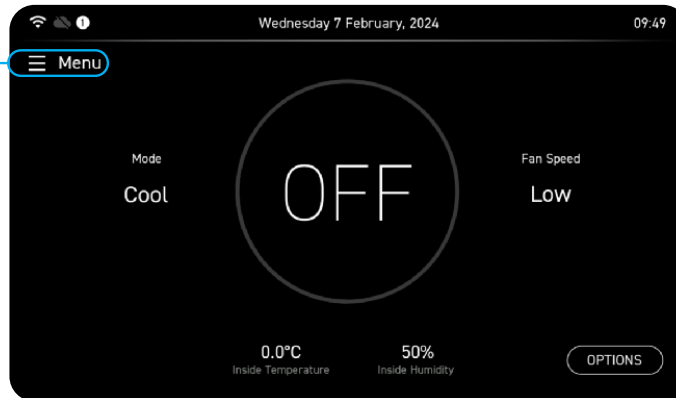 1 Wednesday 7 February, 2024 09:49
Menu
Mode
Cool
OFF
Fan Speed
Low
0.0°C
Inside Temperature
50%
Inside Humidity
OPTIONS